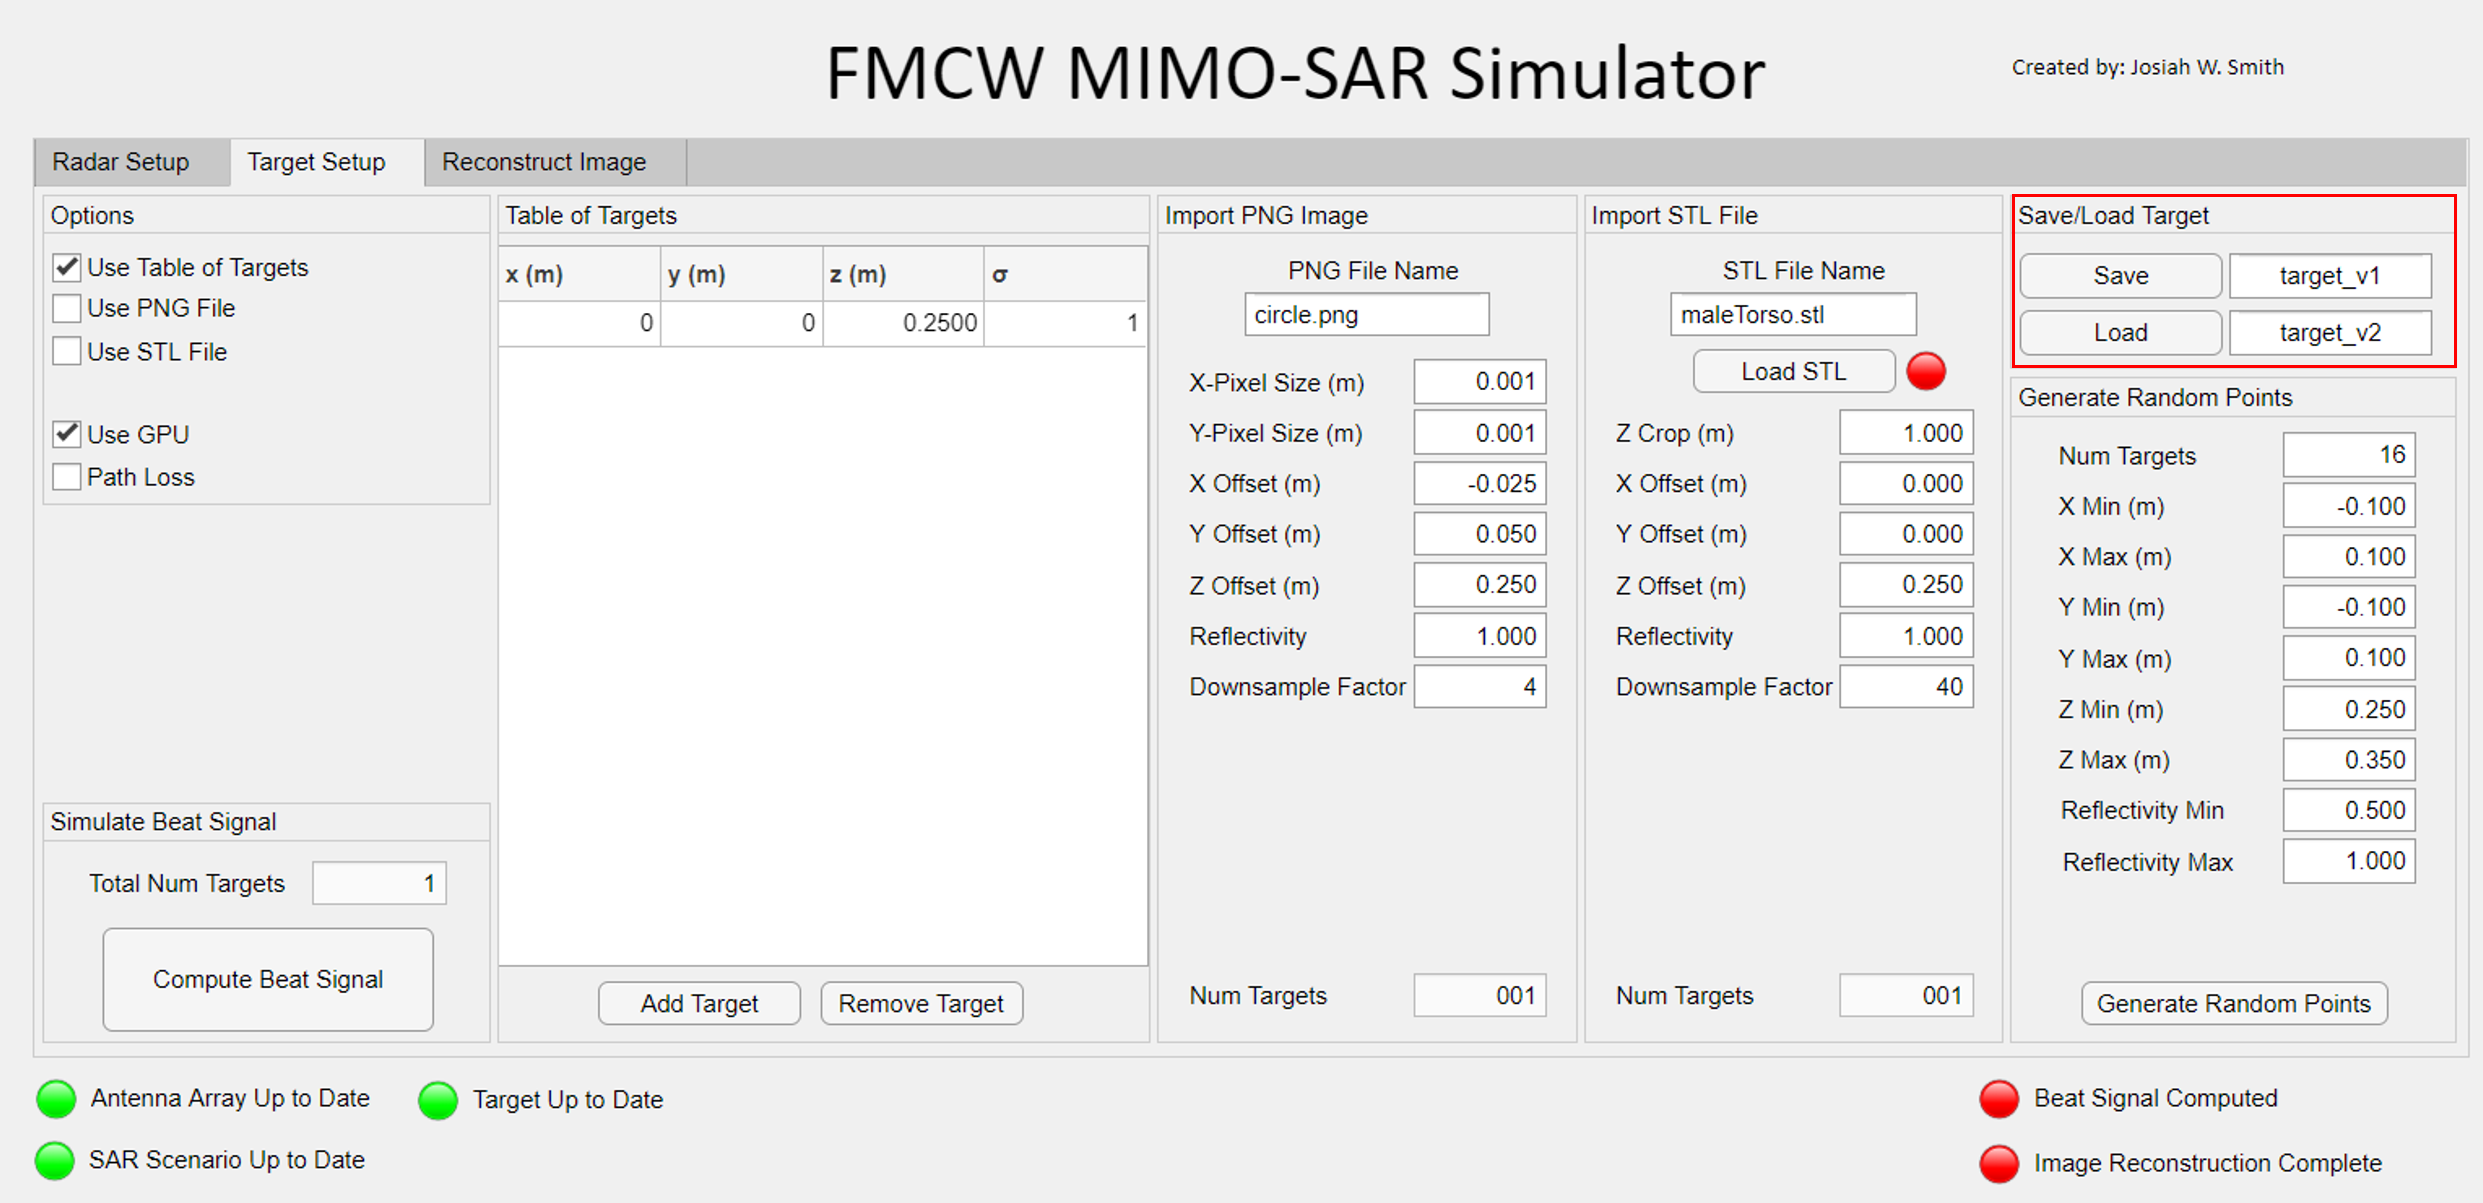 FMCW MIMO-SAR Simulator
Created by: Josiah W. Smith
Radar Setup
Target Setup
Reconstruct Image
Options
Use Table of Targets
Use PNG File
Use STL File
Use GPU
Path Loss
Simulate Beat Signal
Total Num Targets 1
Compute Beat Signal
Table of Targets
x (m) y (m) z (m) σ
0 0 0.2500 1
Add Target
Remove Target
Import PNG Image
PNG File Name
circle.png
X-Pixel Size (m) 0.001
Y-Pixel Size (m) 0.001
X Offset (m) -0.025
Y Offset (m) 0.050
Z Offset (m) 0.250
Reflectivity 1.000
Downsample Factor 4
Num Targets 001
Import STL File
STL File Name
maleTorso.stl
Load STL
Z Crop (m) 1.000
X Offset (m) 0.000
Y Offset (m) 0.000
Z Offset (m) 0.250
Reflectivity 1.000
Downsample Factor 40
Num Targets 001
Save/Load Target
Save target_v1
Load target_v2
Generate Random Points
Num Targets 16
X Min (m) -0.100
X Max (m) 0.100
Y Min (m) -0.100
Y Max (m) 0.100
Z Min (m) 0.250
Z Max (m) 0.350
Reflectivity Min 0.500
Reflectivity Max 1.000
Generate Random Points
Antenna Array Up to Date
Target Up to Date
SAR Scenario Up to Date
Beat Signal Computed
Image Reconstruction Complete